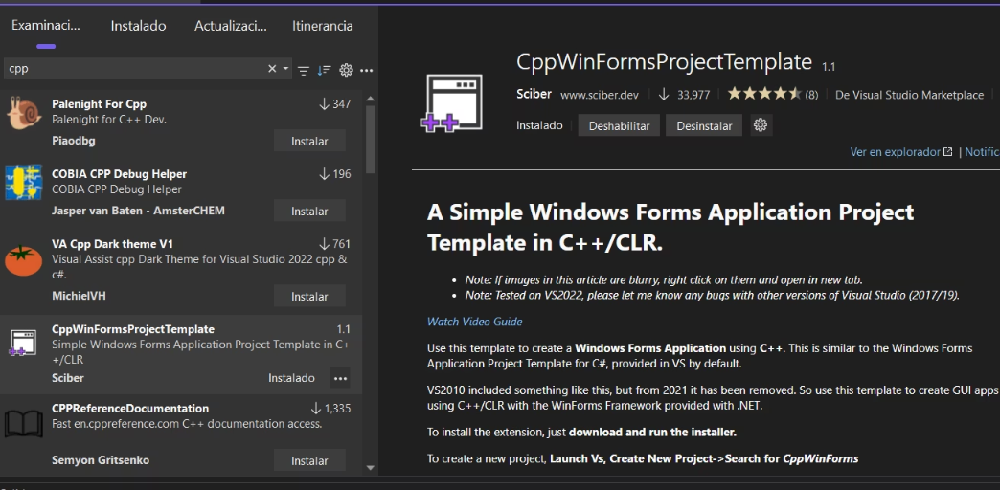 Examinaci... Instalado Actualizaci... Itinerancia
cpp
Palenight For Cpp 347
Palenight for C++ Dev.
Piaodbg Instalar
COBIA CPP Debug Helper 196
COBIA CPP Debug Helper
Jasper van Baten - AmsterCHEM Instalar
VA Cpp Dark theme V1 761
Visual Assist cpp Dark Theme for Visual Studio 2022 cpp &
c#.
MichielVH Instalar
CppWinFormsProjectTemplate 1.1
Simple Windows Forms Application Project Template in C+
+/CLR
Sciber Instalado ...
CPPReferenceDocumentation 1,335
Fast en.cppreference.com C++ documentation access.
Semyon Gritsenko Instalar
CppWinFormsProjectTemplate 1.1
Sciber www.sciber.dev 33,977 (8) De Visual Studio Marketplace
Instalado Deshabilitar Desinstalar
Ver en explorador | Notific
A Simple Windows Forms Application Project
Template in C++/CLR.
• Note: If images in this article are blurry, right click on them and open in new tab.
• Note: Tested on VS2022, please let me know any bugs with other versions of Visual Studio (2017/19).
Watch Video Guide
Use this template to create a Windows Forms Application using C++. This is similar to the Windows Forms
Application Project Template for C#, provided in VS by default.
VS2010 included something like this, but from 2021 it has been removed. So use this template to create GUI apps
using C++/CLR with the WinForms Framework provided with .NET.
To install the extension, just download and run the installer.
To create a new project, Launch Vs, Create New Project->Search for CppWinForms